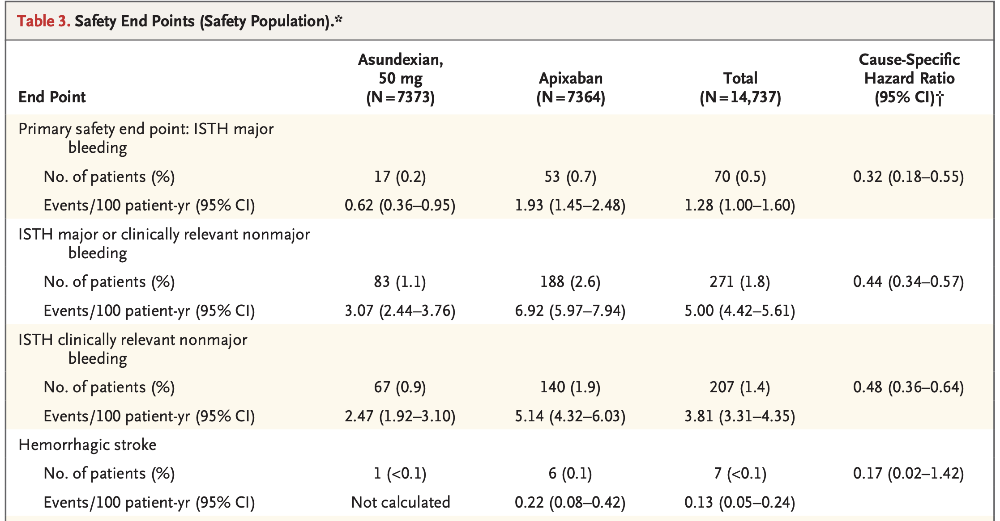 Table 3. Safety End Points (Safety Population).*
End Point
Asundexian,
50 mg
(N=7373)
Apixaban
(N=7364)
Total
(N=14,737)
Cause-Specific
Hazard Ratio
(95% CI)†
Primary safety end point: ISTH major
bleeding
No. of patients (%) 17 (0.2) 53 (0.7) 70 (0.5) 0.32 (0.18–0.55)
Events/100 patient-yr (95% CI) 0.62 (0.36–0.95) 1.93 (1.45–2.48) 1.28 (1.00–1.60)
ISTH major or clinically relevant nonmajor
bleeding
No. of patients (%) 83 (1.1) 188 (2.6) 271 (1.8) 0.44 (0.34–0.57)
Events/100 patient-yr (95% CI) 3.07 (2.44–3.76) 6.92 (5.97–7.94) 5.00 (4.42–5.61)
ISTH clinically relevant nonmajor
bleeding
No. of patients (%) 67 (0.9) 140 (1.9) 207 (1.4) 0.48 (0.36–0.64)
Events/100 patient-yr (95% CI) 2.47 (1.92–3.10) 5.14 (4.32–6.03) 3.81 (3.31–4.35)
Hemorrhagic stroke
No. of patients (%) 1 (<0.1) 6 (0.1) 7 (<0.1) 0.17 (0.02–1.42)
Events/100 patient-yr (95% CI) Not calculated 0.22 (0.08–0.42) 0.13 (0.05–0.24)